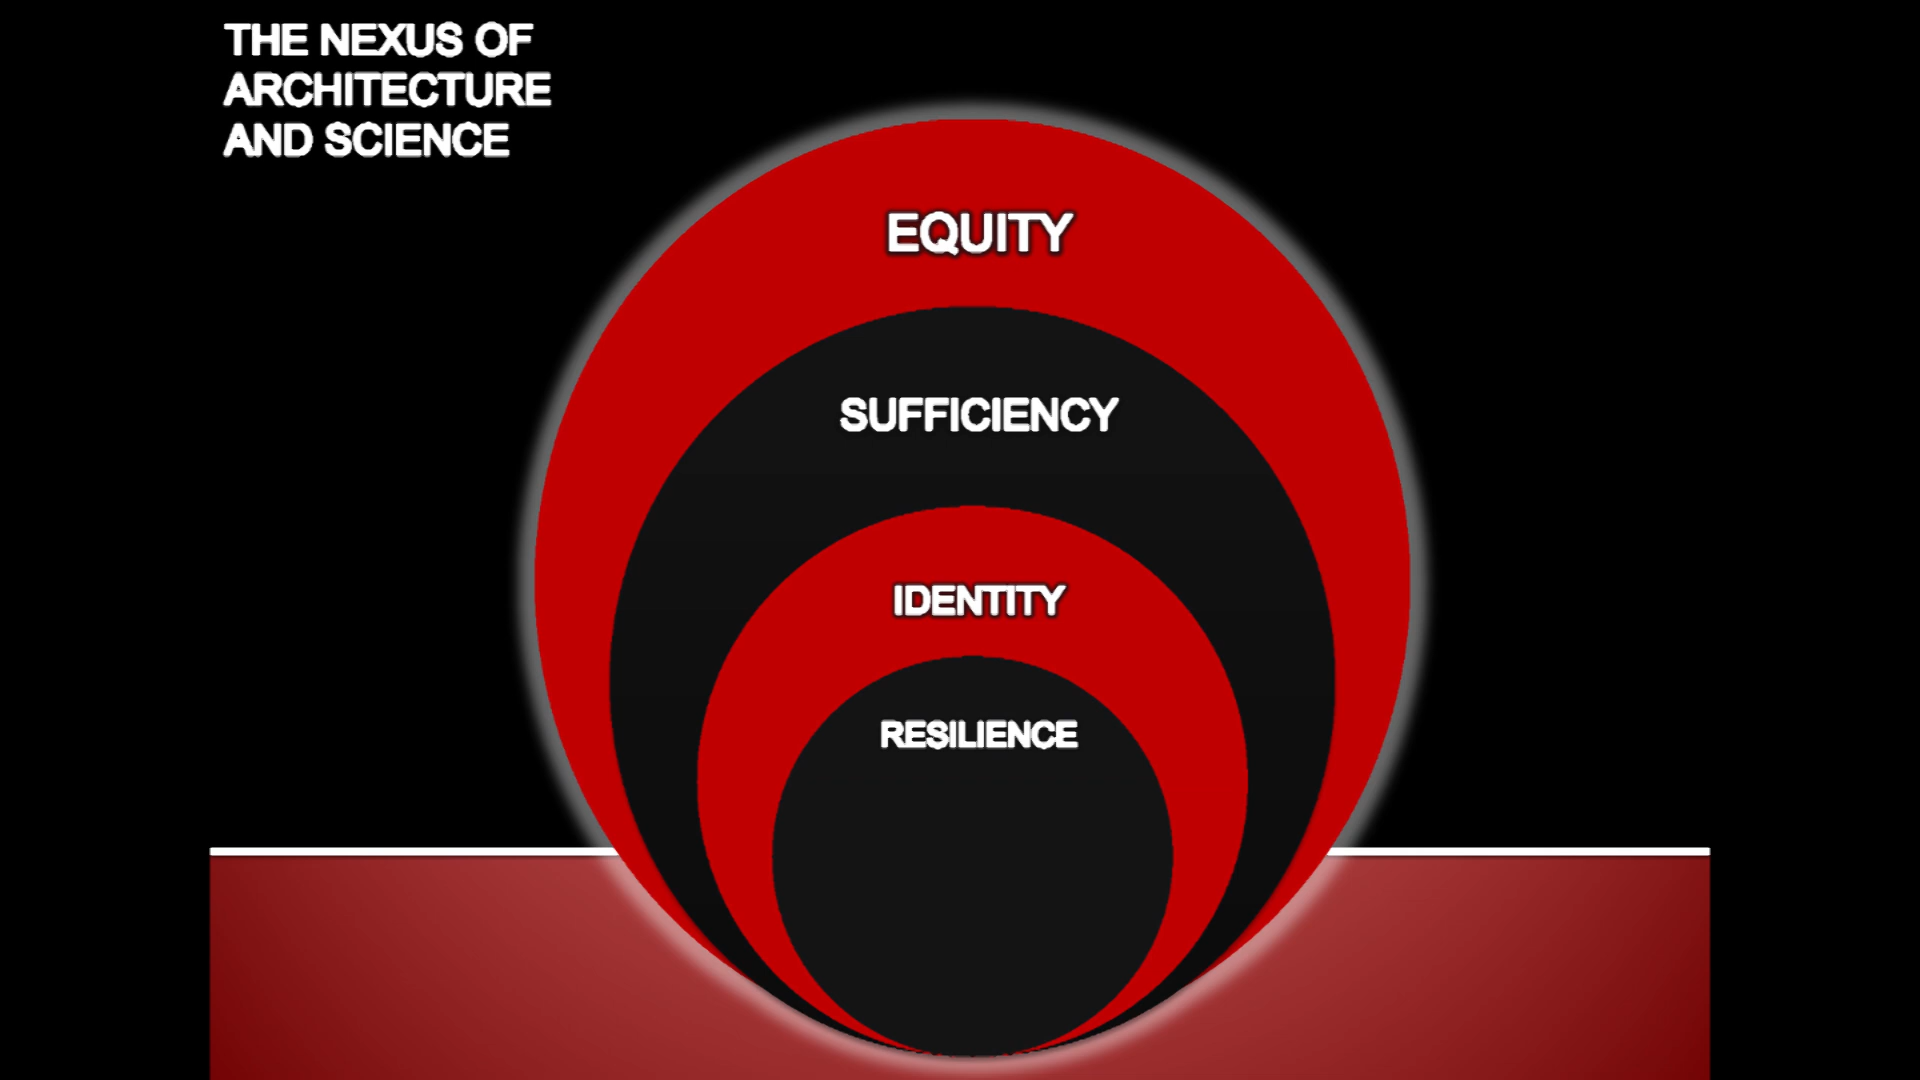 THE NEXUS OF
ARCHITECTURE
AND SCIENCE
EQUITY
SUFFICIENCY
IDENTITY
RESILIENCE